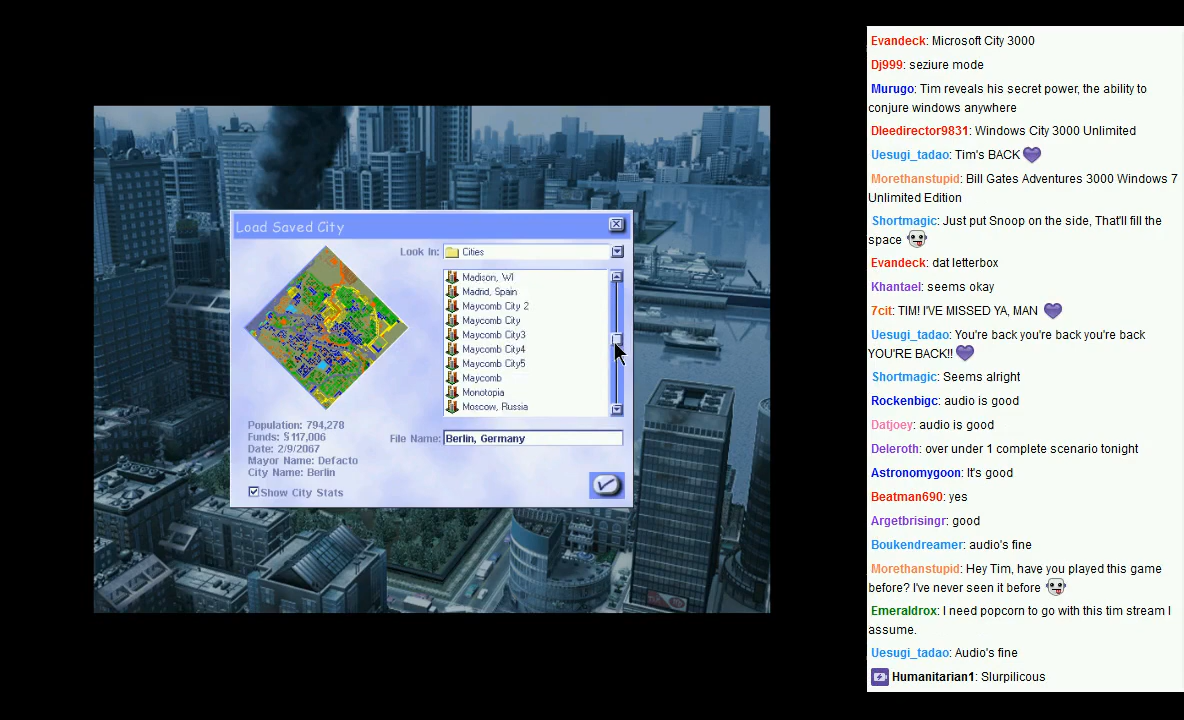 Load Saved City
Look In: Cities
Madison, WI
Madrid, Spain
Maycomb City 2
Maycomb City
Maycomb City3
Maycomb City4
Maycomb City5
Maycomb
Monotopia
Moscow, Russia
Population: 794,278
Funds: §117,006
Date: 2/9/2067
Mayor Name: Defacto
City Name: Berlin
Show City Stats
File Name: Berlin, Germany
Evandeck: Microsoft City 3000
Dj999: seziure mode
Murugo: Tim reveals his secret power, the ability to
conjure windows anywhere
Dleedirector9831: Windows City 3000 Unlimited
Uesugi_tadao: Tim's BACK
Morethanstupid: Bill Gates Adventures 3000 Windows 7
Unlimited Edition
Shortmagic: Just put Snoop on the side, That'll fill the
space
Evandeck: dat letterbox
Khantael: seems okay
7cit: TIM! I'VE MISSED YA, MAN
Uesugi_tadao: You're back you're back you're back
YOU'RE BACK!!
Shortmagic: Seems alright
Rockenbigc: audio is good
Datjoey: audio is good
Deleroth: over under 1 complete scenario tonight
Astronomygoon: It's good
Beatman690: yes
Argetbrisingr: good
Boukendreamer: audio's fine
Morethanstupid: Hey Tim, have you played this game
before? I've never seen it before
Emeraldrox: I need popcorn to go with this tim stream I
assume.
Uesugi_tadao: Audio's fine
Humanitarian1: Slurpilicous